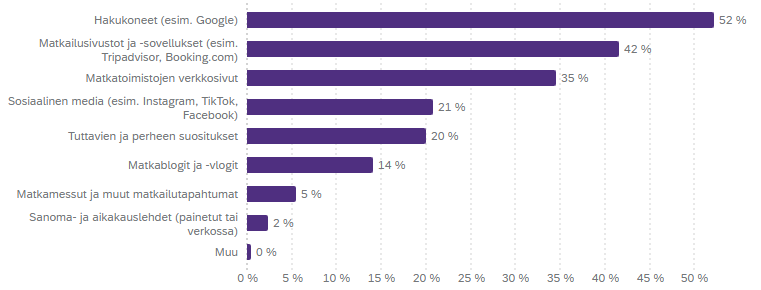 Hakukoneet (esim. Google)
52 %
Matkailusivustot ja -sovellukset (esim.
Tripadvisor, Booking.com)
42 %
Matkatoimistojen verkkosivut
35 %
Sosiaalinen media (esim. Instagram, TikTok,
Facebook)
21 %
Tuttavien ja perheen suositukset
20 %
Matkablogit ja -vlogit
14 %
Matkamessut ja muut matkailutapahtumat
5 %
Sanoma- ja aikakauslehdet (painetut tai
verkossa)
2 %
Muu
0 %
0 % 5 % 10 % 15 % 20 % 25 % 30 % 35 % 40 % 45 % 50 %